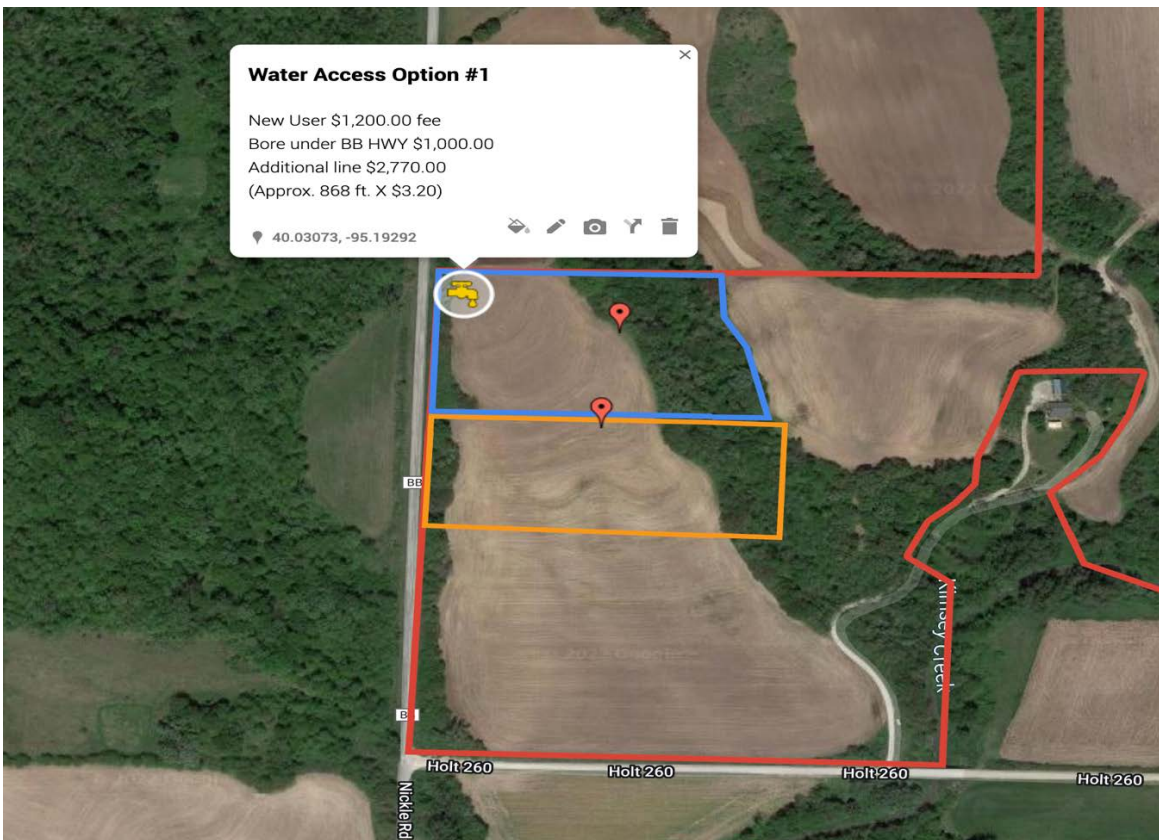 Water Access Option #1
New User $1,200.00 fee
Bore under BB HWY $1,000.00
Additional line $2,770.00
(Approx. 868 ft. X $3.20)
40.03073, -95.19292
BB
Kimsey Creek
BB
Holt 260
Holt 260
Holt 260
Holt 260
Nickle Rd